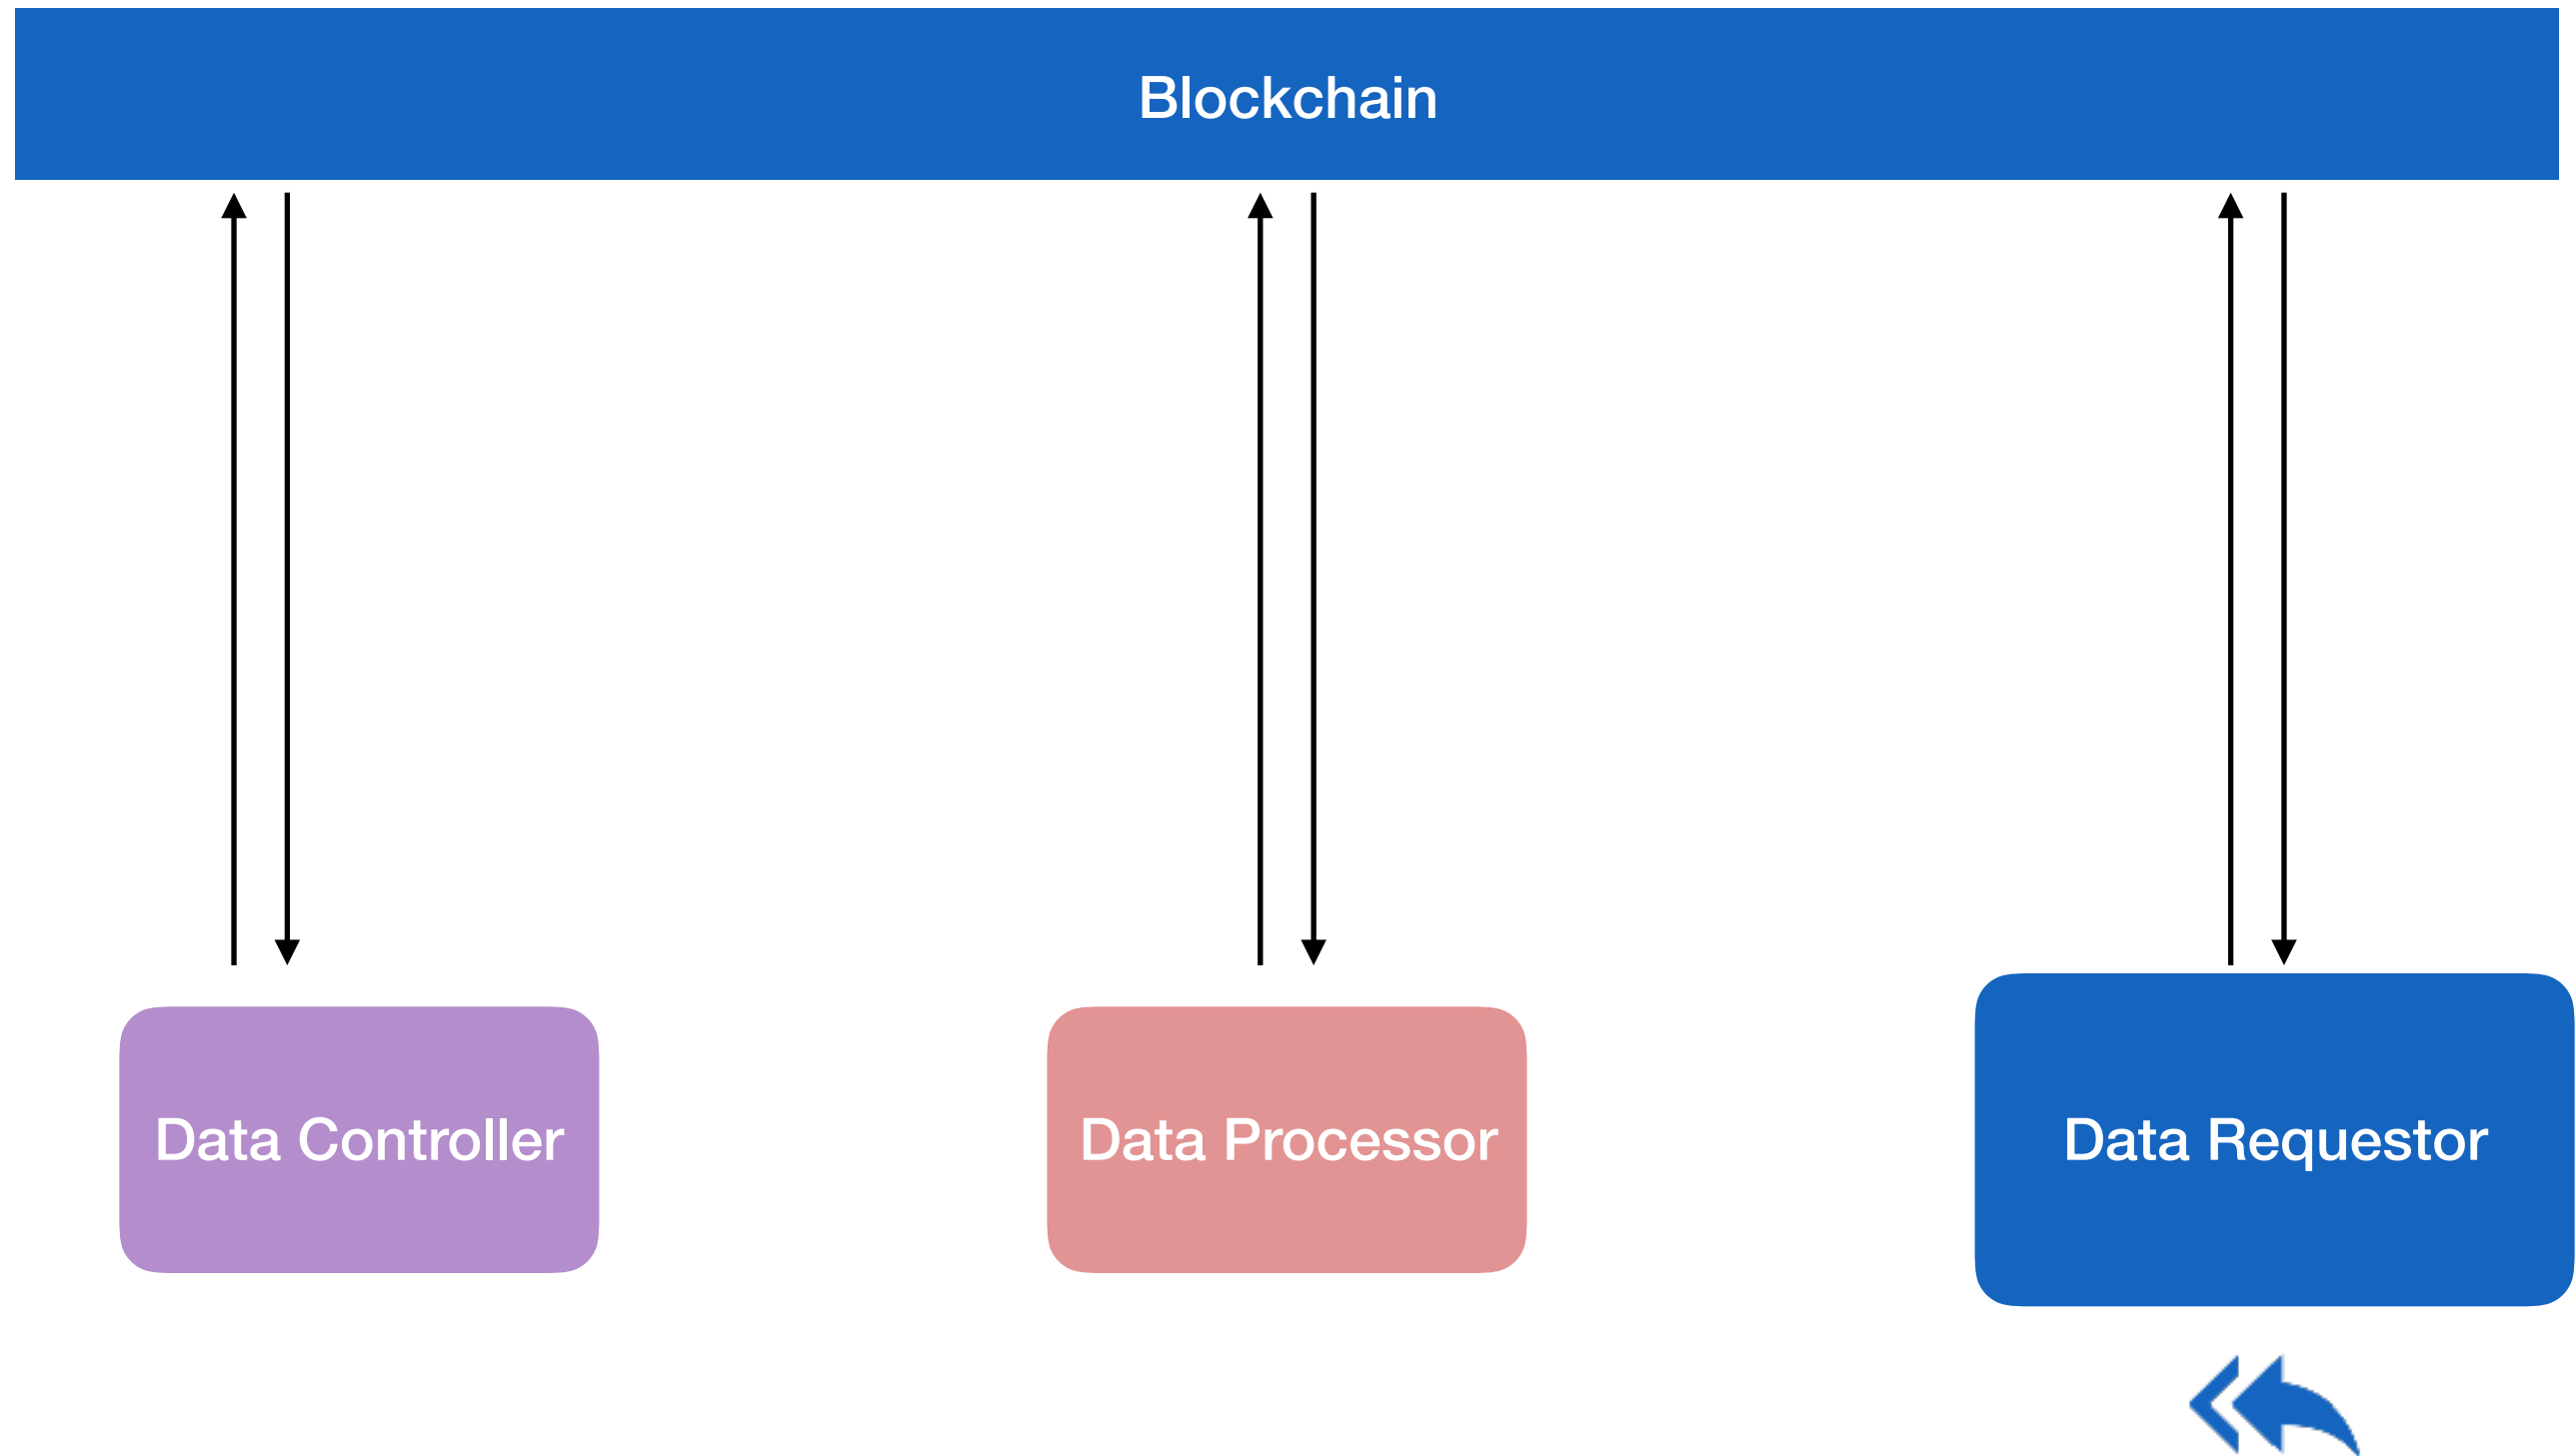 Blockchain
Data Controller
Data Processor
Data Requestor